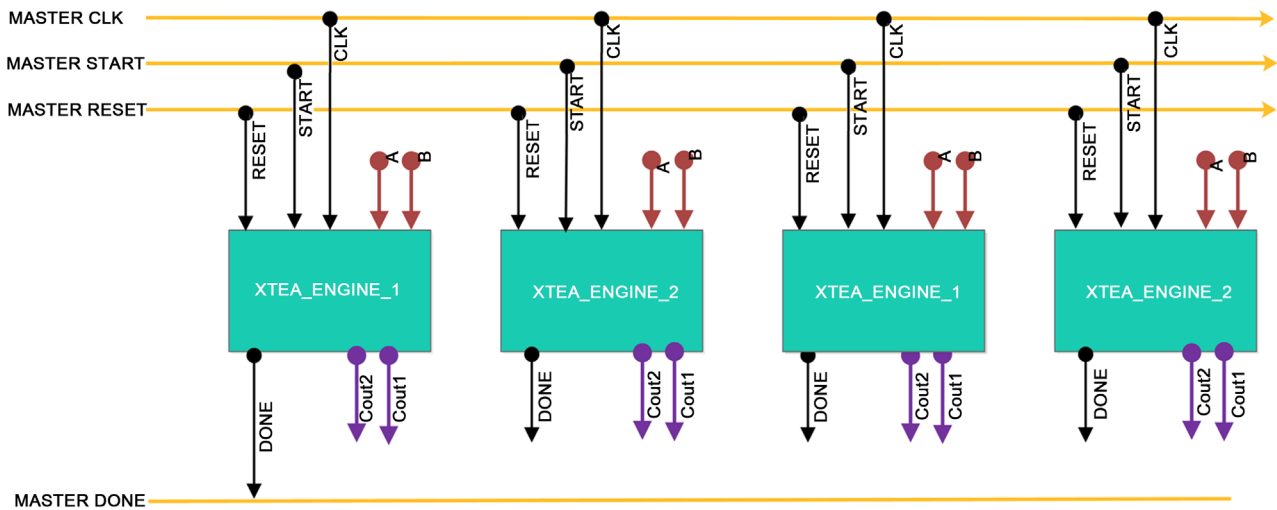 MASTER CLK
MASTER START
MASTER RESET
CLK
START
RESET
A
B
CLK
START
RESET
A
B
CLK
START
RESET
A
B
CLK
START
RESET
A
B
XTEA_ENGINE_1
XTEA_ENGINE_2
XTEA_ENGINE_1
XTEA_ENGINE_2
DONE
Cout2
Cout1
DONE
Cout2
Cout1
DONE
Cout2
Cout1
DONE
Cout2
Cout1
MASTER DONE